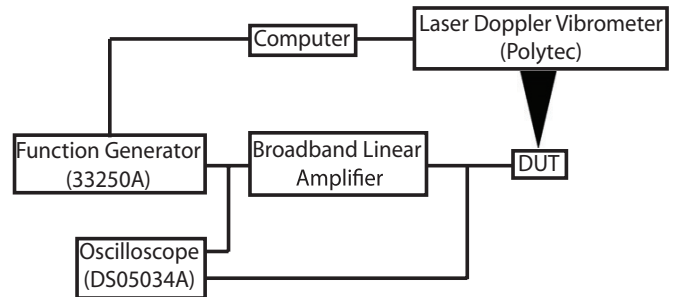 Computer
Laser Doppler Vibrometer
(Polytec)
Function Generator
(33250A)
Broadband Linear
Amplifier
DUT
Oscilloscope
(DS05034A)